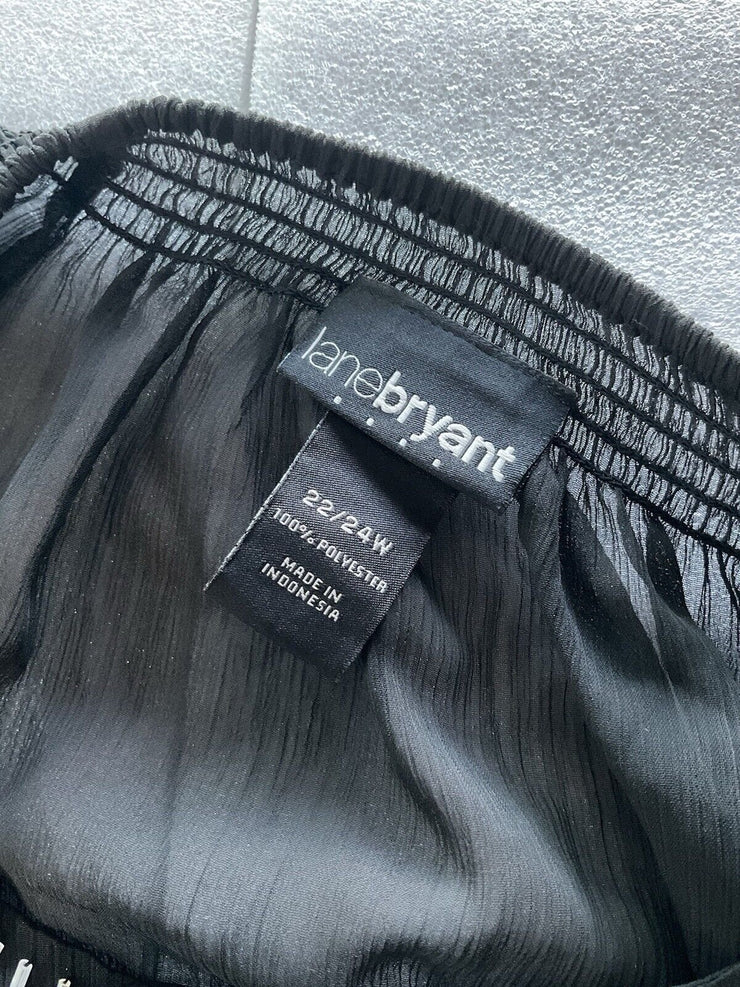 lanebryant
22/24W
100% POLYESTER
MADE IN
INDONESIA